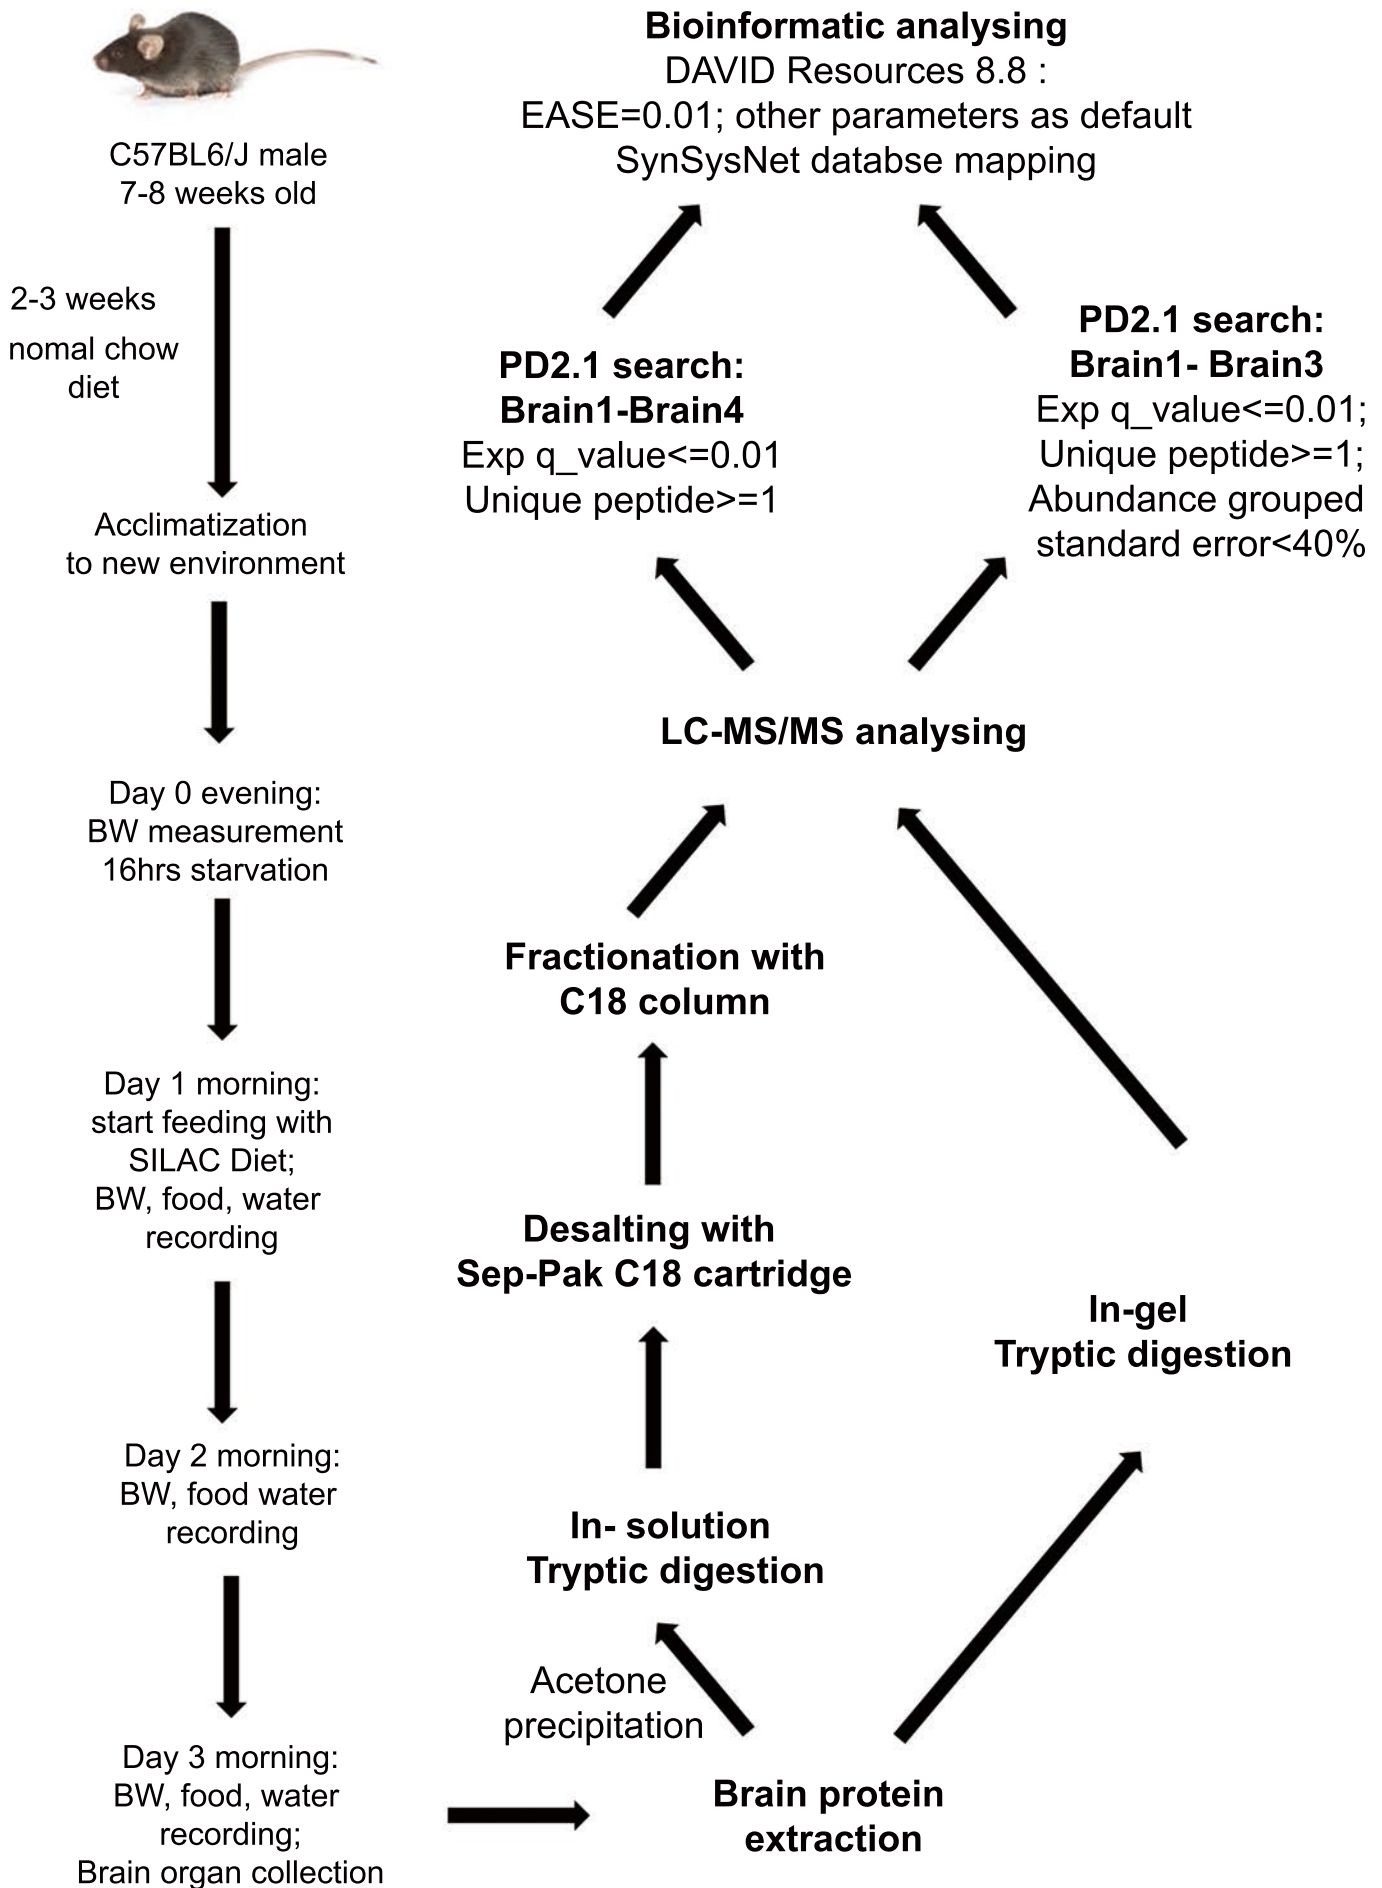 C57BL6/J male
7-8 weeks old
2-3 weeks
nomal chow
diet
Acclimatization
to new environment
Day 0 evening:
BW measurement
16hrs starvation
Day 1 morning:
start feeding with
SILAC Diet;
BW, food, water
recording
Day 2 morning:
BW, food water
recording
Day 3 morning:
BW, food, water
recording;
Brain organ collection
Brain protein
extraction
Acetone
precipitation
In- solution
Tryptic digestion
Desalting with
Sep-Pak C18 cartridge
Fractionation with
C18 column
In-gel
Tryptic digestion
LC-MS/MS analysing
PD2.1 search:
Brain1-Brain4
Exp q_value<=0.01
Unique peptide>=1
PD2.1 search:
Brain1- Brain3
Exp q_value<=0.01;
Unique peptide>=1;
Abundance grouped
standard error<40%
Bioinformatic analysing
DAVID Resources 8.8 :
EASE=0.01; other parameters as default
SynSysNet databse mapping